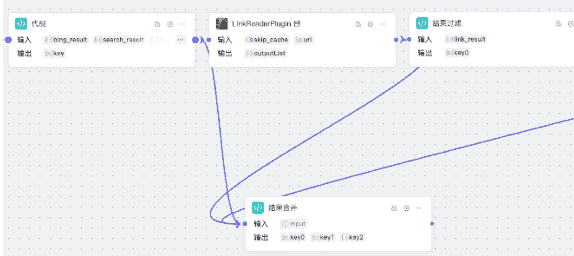 代码
输入 bing_result search_result
输出 key
LinkReaderPlugin
输入 skip_cache url
输出 outputList
结果过滤
输入 link_result
输出 key0
结果合并
输入 input
输出 key0 key1 key2